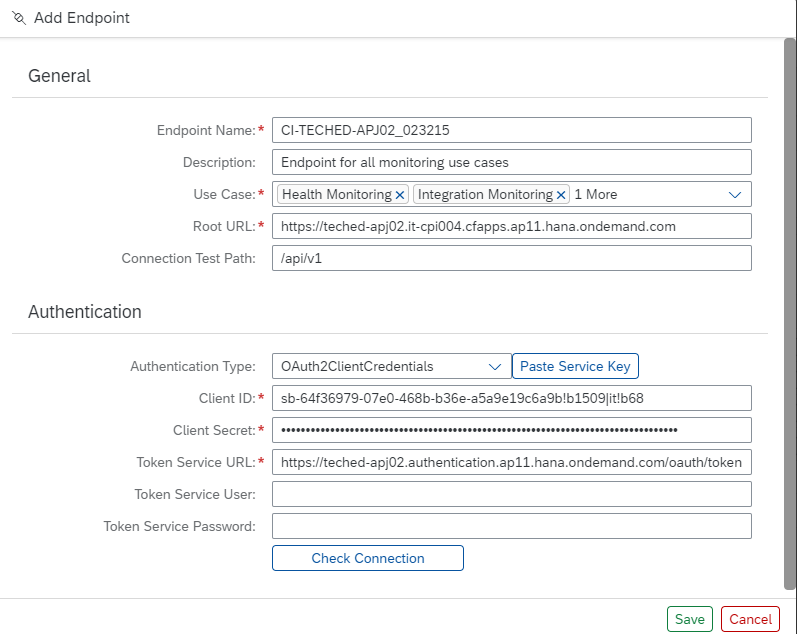 Add Endpoint
General
Endpoint Name:* CI-TECHED-APJ02_023215
Description: Endpoint for all monitoring use cases
Use Case:* Health Monitoring × Integration Monitoring × 1 More
Root URL:* https://teched-apj02.it-cpi004.cfapps.ap11.hana.ondemand.com
Connection Test Path: /api/v1
Authentication
Authentication Type: OAuth2ClientCredentials Paste Service Key
Client ID:* sb-64f36979-07e0-468b-b36e-a5a9e19c6a9b!b1509|it!b68
Client Secret:* ••••••••••••••••••••••••••••••••••••••••••••••••••••••••••••••••••••••••••••••••
Token Service URL:* https://teched-apj02.authentication.ap11.hana.ondemand.com/oauth/token
Token Service User:
Token Service Password:
Check Connection
Save Cancel